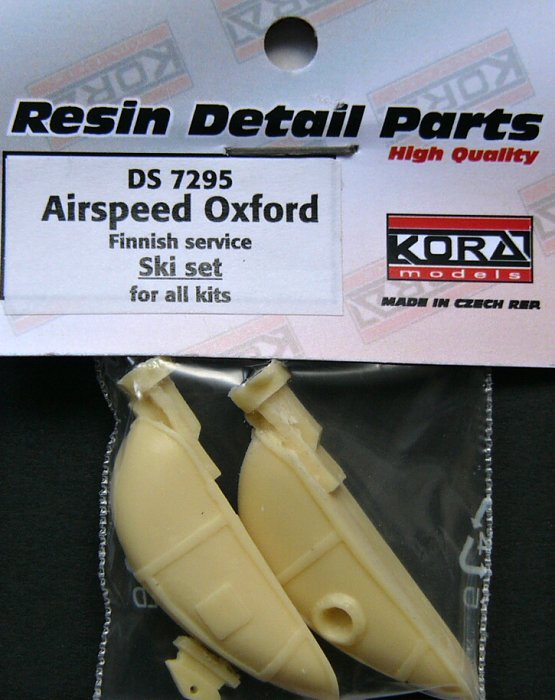 Resin Detail Parts
High Quality
DS 7295
Airspeed Oxford
Finnish service
Ski set
for all kits
KORA
models
MADE IN CZECH REP.